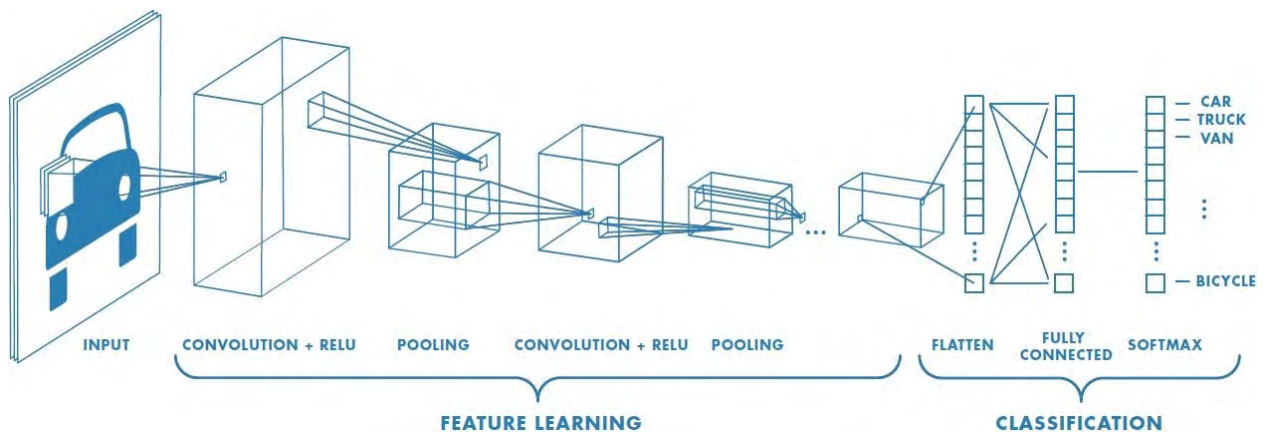 CAR
TRUCK
VAN
BICYCLE
INPUT
CONVOLUTION + RELU
POOLING
CONVOLUTION + RELU
POOLING
FLATTEN
FULLY
CONNECTED
SOFTMAX
FEATURE LEARNING
CLASSIFICATION